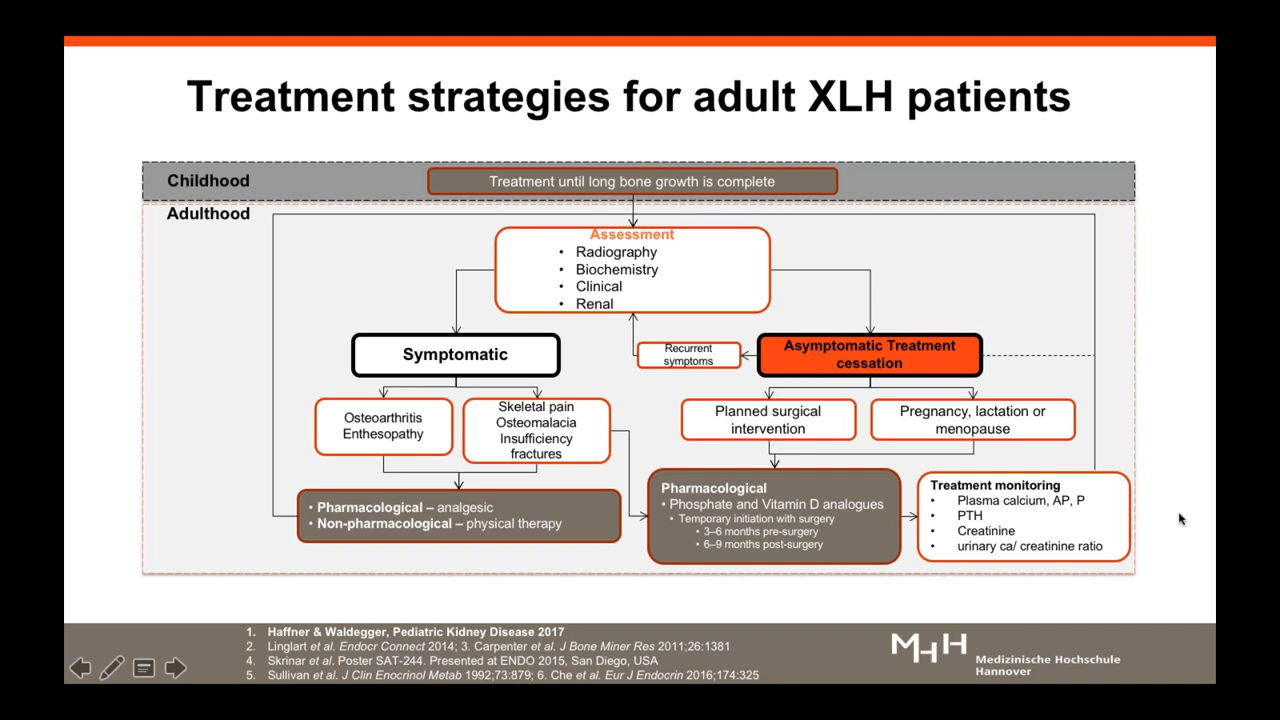 Treatment strategies for adult XLH patients
Childhood
Treatment until long bone growth is complete
Adulthood
Assessment
• Radiography
• Biochemistry
• Clinical
• Renal
Symptomatic
Recurrent
symptoms
Asymptomatic Treatment
cessation
Osteoarthritis
Enthesopathy
Skeletal pain
Osteomalacia
Insufficiency
fractures
Planned surgical
intervention
Pregnancy, lactation or
menopause
• Pharmacological – analgesic
• Non-pharmacological – physical therapy
Pharmacological
• Phosphate and Vitamin D analogues
• Temporary initiation with surgery
• 3–6 months pre-surgery
• 6–9 months post-surgery
Treatment monitoring
• Plasma calcium, AP, P
• PTH
• Creatinine
• urinary ca/ creatinine ratio
1. Haffner & Waldegger, Pediatric Kidney Disease 2017
2. Linglart et al. Endocr Connect 2014; 3. Carpenter et al. J Bone Miner Res 2011;26:1381
4. Skrinar et al. Poster SAT-244. Presented at ENDO 2015, San Diego, USA
5. Sullivan et al. J Clin Enocrinol Metab 1992;73:879; 6. Che et al. Eur J Endocrin 2016;174:325
MHH
Medizinische Hochschule
Hannover